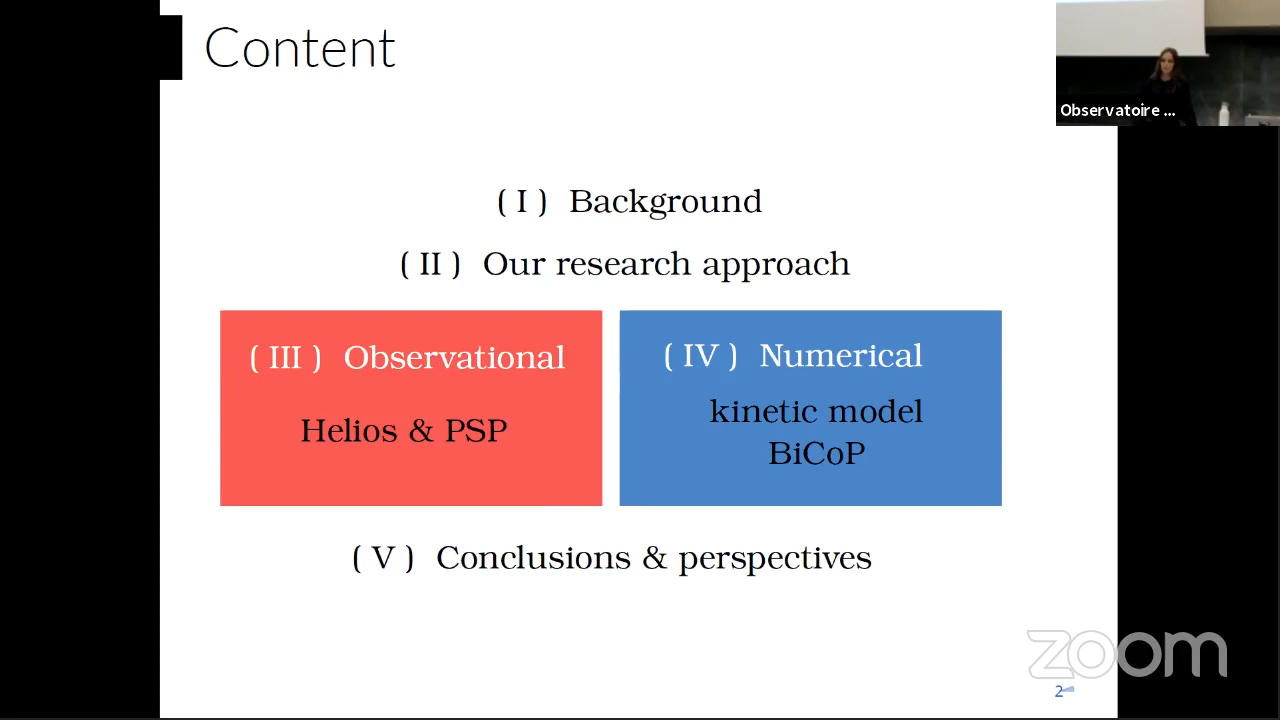 Content
Observatoire ...
( I ) Background
( II ) Our research approach
( III ) Observational
Helios & PSP
( IV ) Numerical
kinetic model
BiCoP
( V ) Conclusions & perspectives
zoom
2